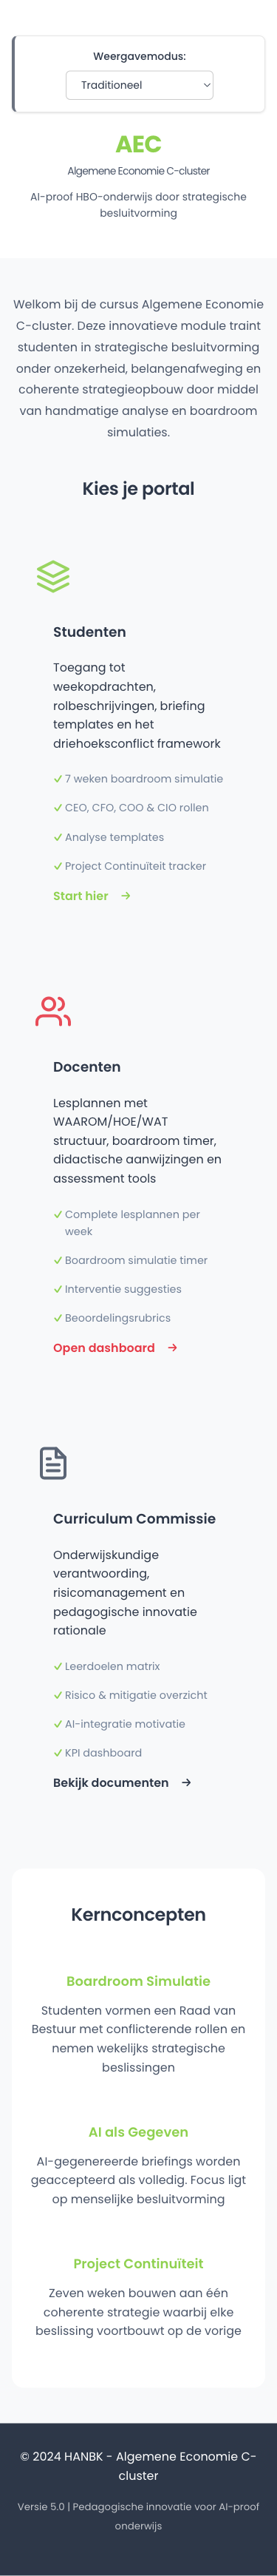 Weergavemodus:
Traditioneel
AEC
Algemene Economie C-cluster
AI-proof HBO-onderwijs door strategische
besluitvorming
Welkom bij de cursus Algemene Economie
C-cluster. Deze innovatieve module traint
studenten in strategische besluitvorming
onder onzekerheid, belangenafweging en
coherente strategieopbouw door middel
van handmatige analyse en boardroom
simulaties.
Kies je portal
Studenten
Toegang tot
weekopdrachten,
rolbeschrijvingen, briefing
templates en het
driehoeksconflict framework
✓ 7 weken boardroom simulatie
✓ CEO, CFO, COO & CIO rollen
✓ Analyse templates
✓ Project Continuïteit tracker
Start hier →
Docenten
Lesplannen met
WAAROM/HOE/WAT
structuur, boardroom timer,
didactische aanwijzingen en
assessment tools
✓ Complete lesplannen per
week
✓ Boardroom simulatie timer
✓ Interventie suggesties
✓ Beoordelingsrubrics
Open dashboard →
Curriculum Commissie
Onderwijskundige
verantwoording,
risicomanagement en
pedagogische innovatie
rationale
✓ Leerdoelen matrix
✓ Risico & mitigatie overzicht
✓ AI-integratie motivatie
✓ KPI dashboard
Bekijk documenten →
Kernconcepten
Boardroom Simulatie
Studenten vormen een Raad van
Bestuur met conflicterende rollen en
nemen wekelijks strategische
beslissingen
AI als Gegeven
AI-gegenereerde briefings worden
geaccepteerd als volledig. Focus ligt
op menselijke besluitvorming
Project Continuïteit
Zeven weken bouwen aan één
coherente strategie waarbij elke
beslissing voortbouwt op de vorige
© 2024 HANBK - Algemene Economie C-
cluster
Versie 5.0 | Pedagogische innovatie voor AI-proof
onderwijs